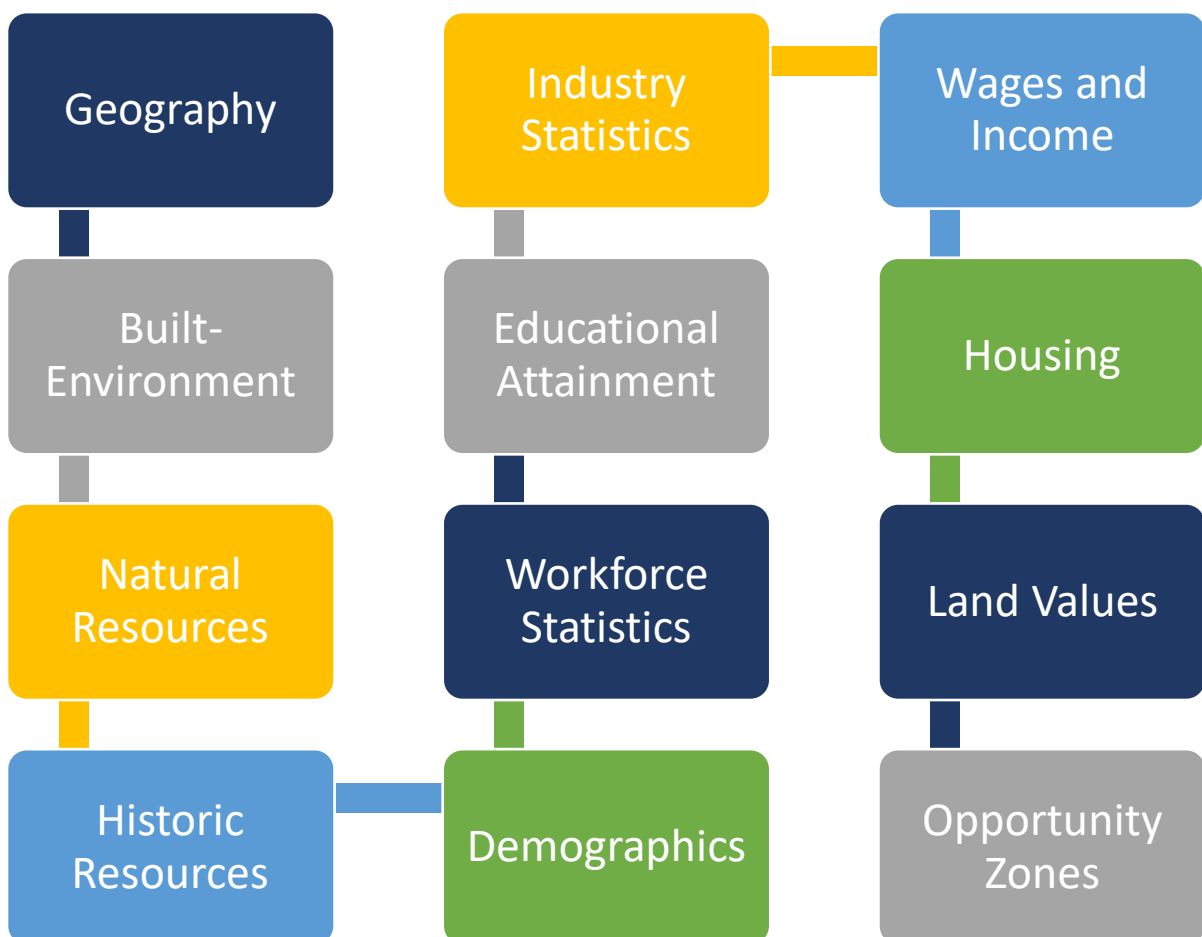 Geography
Built-
Environment
Natural
Resources
Historic
Resources
Demographics
Workforce
Statistics
Educational
Attainment
Industry
Statistics
Wages and
Income
Housing
Land Values
Opportunity
Zones